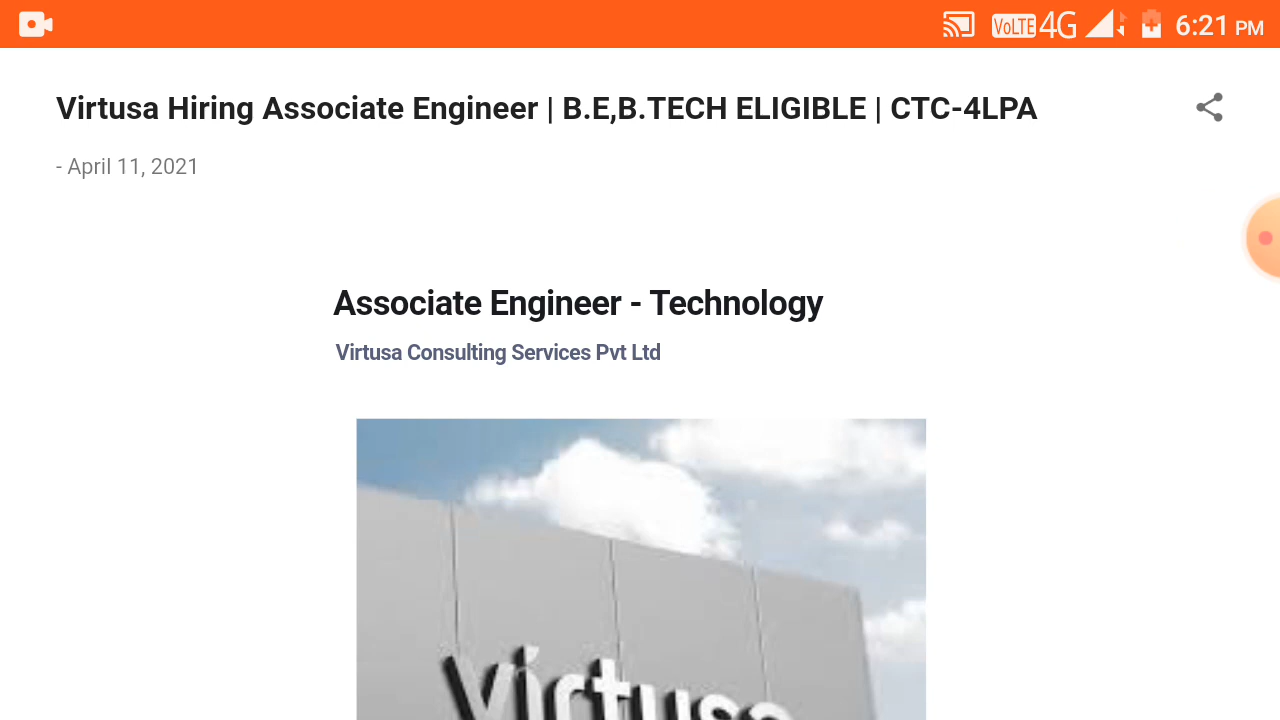 VoLTE 4G 6:21 PM
Virtusa Hiring Associate Engineer | B.E,B.TECH ELIGIBLE | CTC-4LPA
- April 11, 2021
Associate Engineer - Technology
Virtusa Consulting Services Pvt Ltd
virtusa